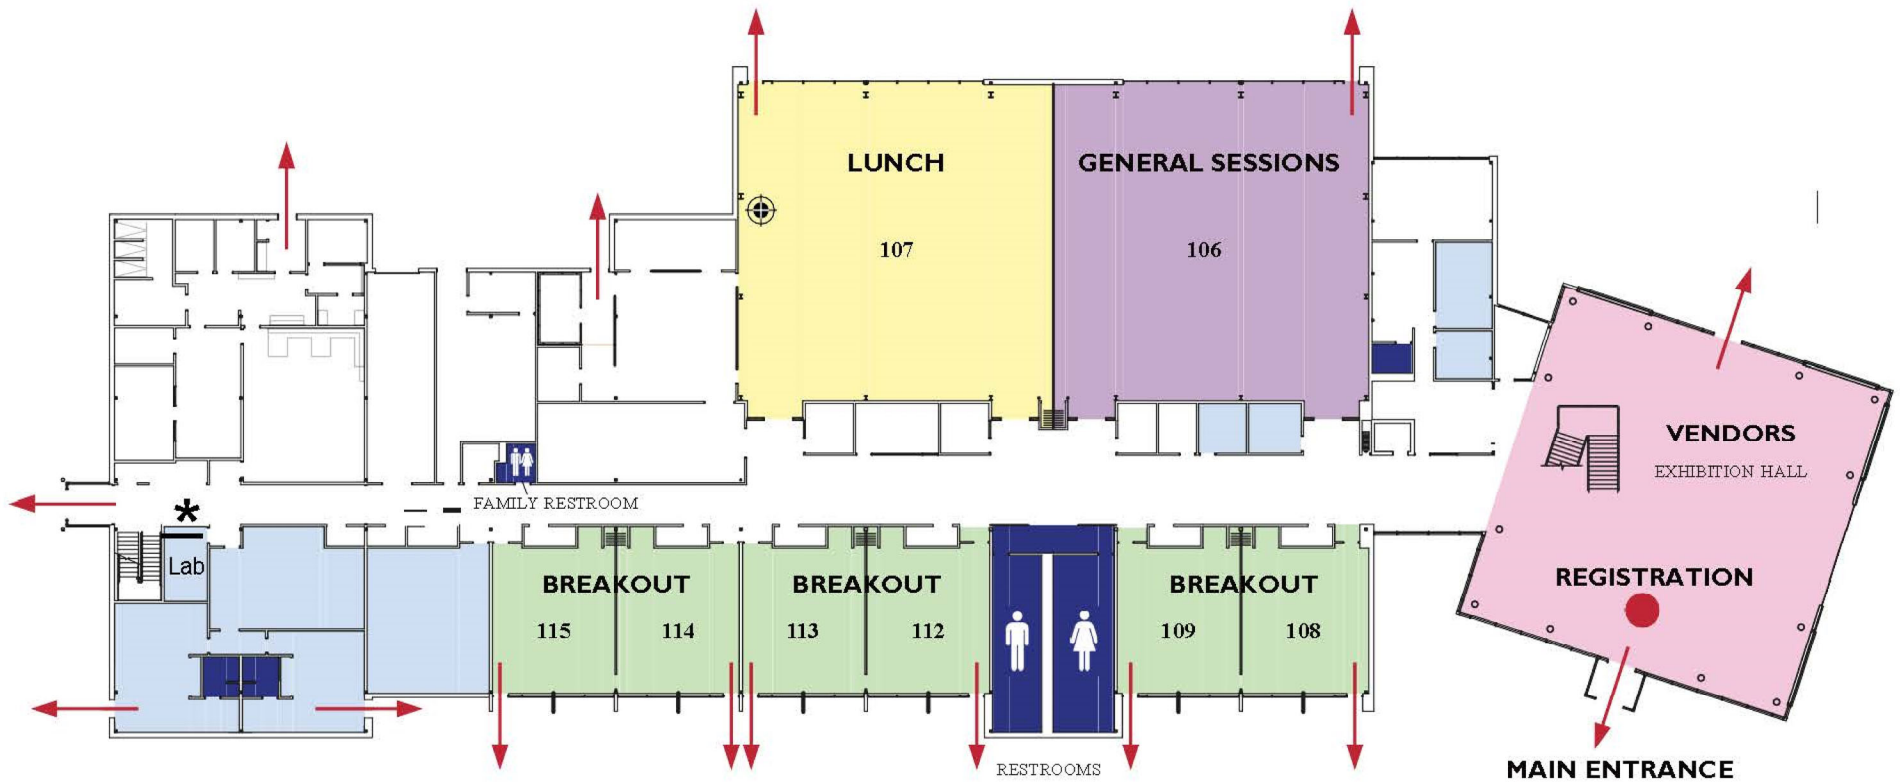 LUNCH
GENERAL SESSIONS
107
106
VENDORS
EXHIBITION HALL
FAMILY RESTROOM
*
Lab
BREAKOUT
BREAKOUT
BREAKOUT
REGISTRATION
115
114
113
112
109
108
RESTROOMS
MAIN ENTRANCE